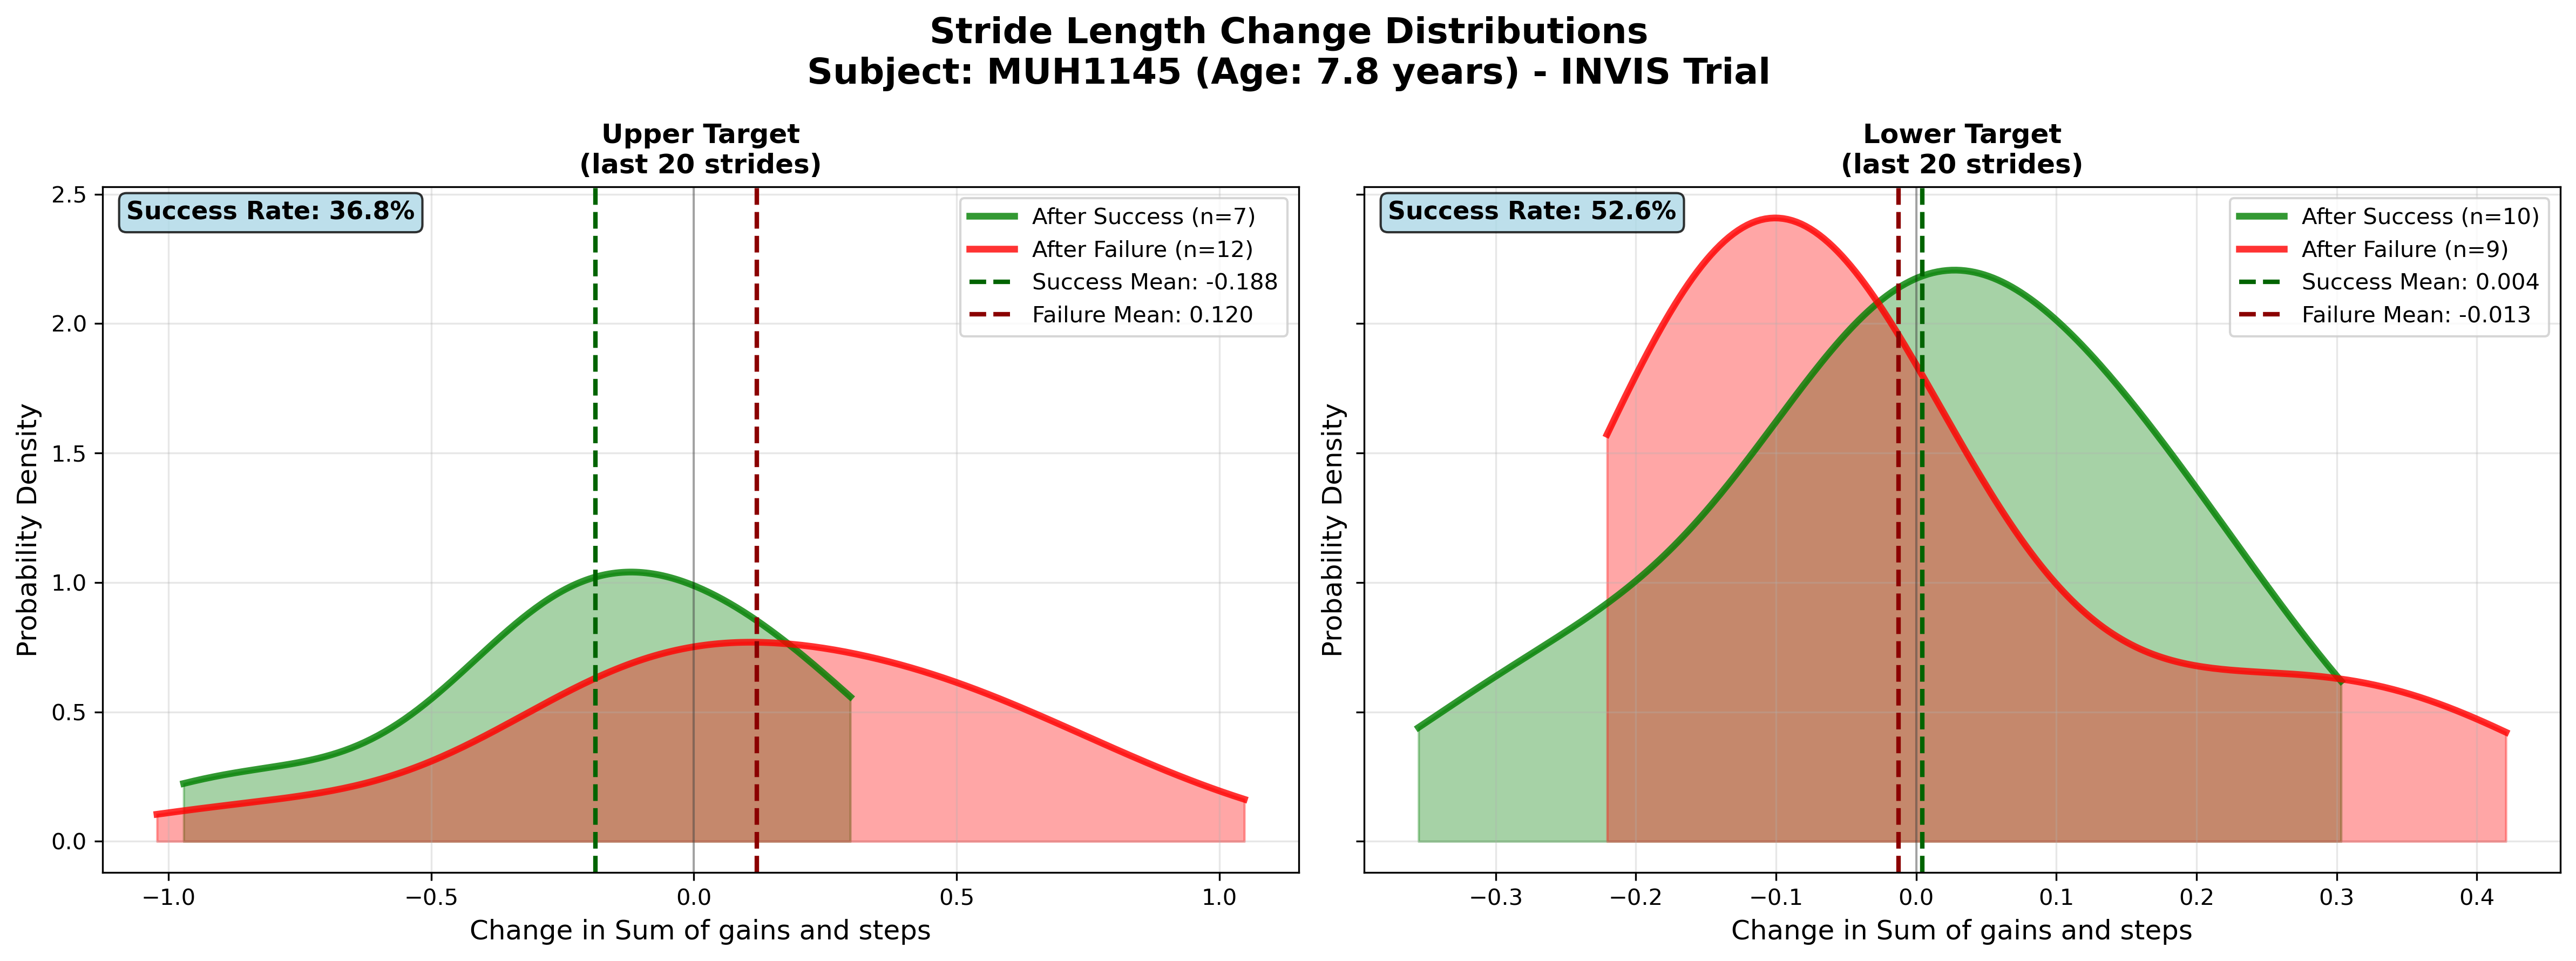 Stride Length Change Distributions
Subject: MUH1145 (Age: 7.8 years) - INVIS Trial
Upper Target
(last 20 strides)
Success Rate: 36.8%
After Success (n=7)
After Failure (n=12)
Success Mean: -0.188
Failure Mean: 0.120
2.5
2.0
1.5
1.0
0.5
0.0
Probability Density
−1.0
−0.5
0.0
0.5
1.0
Change in Sum of gains and steps
Lower Target
(last 20 strides)
Success Rate: 52.6%
After Success (n=10)
After Failure (n=9)
Success Mean: 0.004
Failure Mean: -0.013
Probability Density
−0.3
−0.2
−0.1
0.0
0.1
0.2
0.3
0.4
Change in Sum of gains and steps